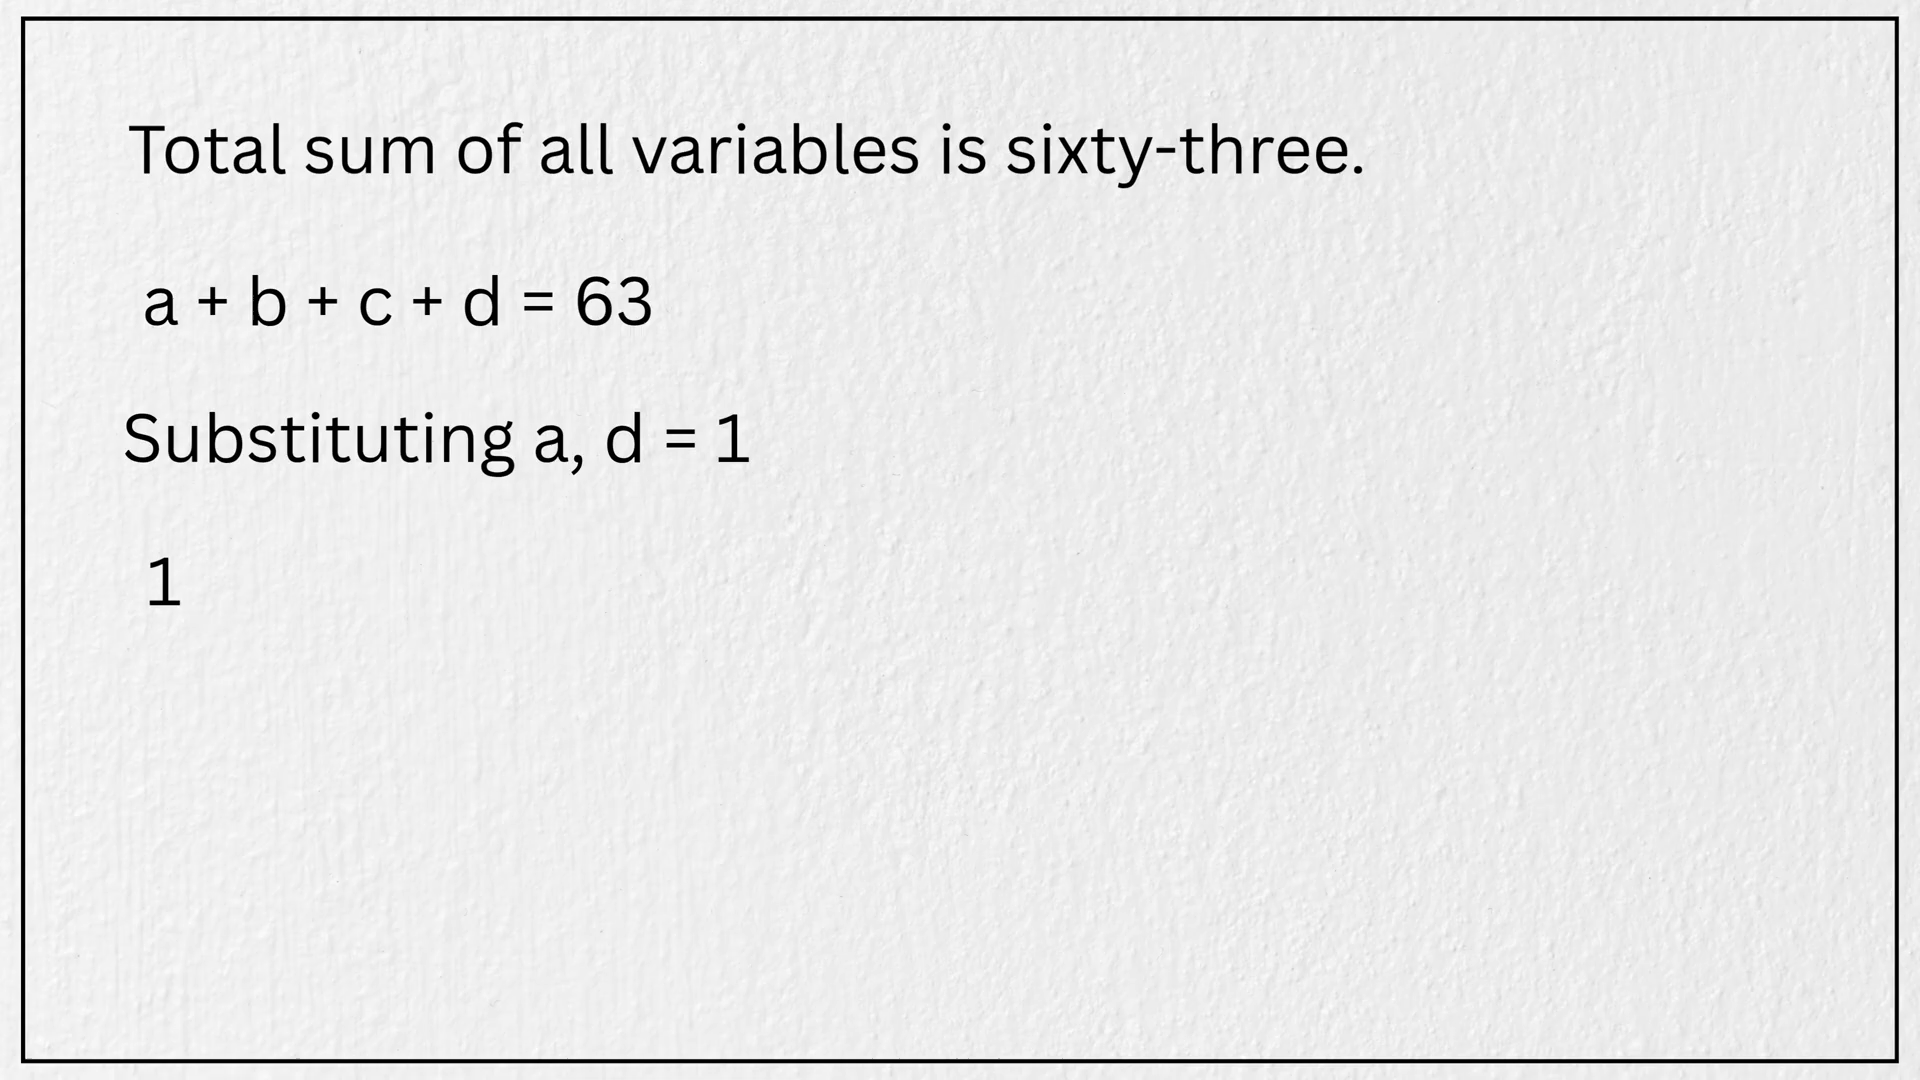 Total sum of all variables is sixty-three.
a + b + c + d = 63
Substituting a, d = 1
1